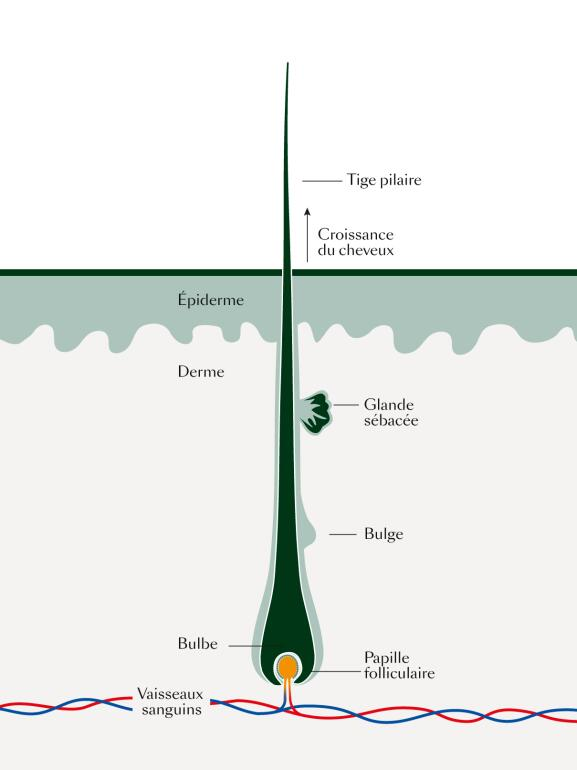 Tige pilaire
Croissance
du cheveux
Épiderme
Derme
Glande
sébacée
Bulge
Bulbe
Papille
folliculaire
Vaisseaux
sanguins